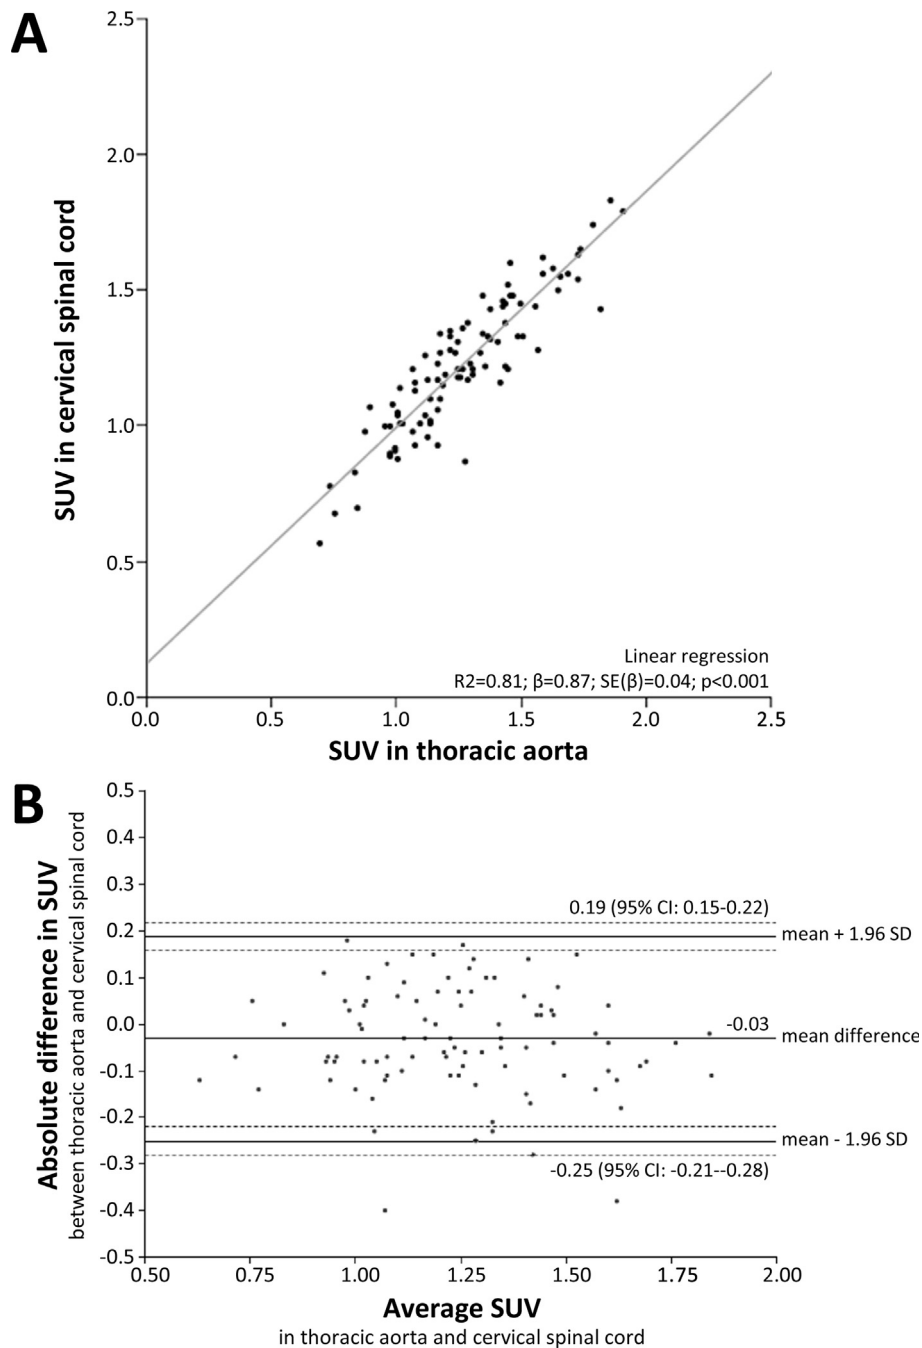 A
2.5
2.0
1.5
1.0
0.5
0.0
SUV in cervical spinal cord
Linear regression
R2=0.81; β=0.87; SE(β)=0.04; p<0.001
0.0 0.5 1.0 1.5 2.0 2.5
SUV in thoracic aorta
B
Absolute difference in SUV
between thoracic aorta and cervical spinal cord
0.5
0.4
0.3
0.2
0.1
0.0
-0.1
-0.2
-0.3
-0.4
-0.5
0.19 (95% CI: 0.15-0.22)
mean + 1.96 SD
-0.03
mean difference
mean - 1.96 SD
-0.25 (95% CI: -0.21--0.28)
0.50 0.75 1.00 1.25 1.50 1.75 2.00
Average SUV
in thoracic aorta and cervical spinal cord